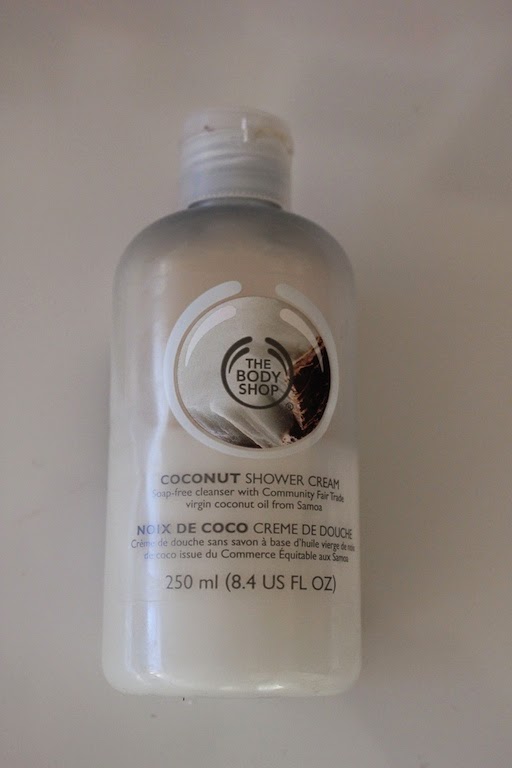 THE
BODY
SHOP
COCONUT SHOWER CREAM
Soap-free cleanser with Community Fair Trade
virgin coconut oil from Samoa
NOIX DE COCO CREME DE DOUCHE
Crème de douche sans savon à base d'huile vierge de noix
de coco issue du Commerce Équitable aux Samoa
250 ml (8.4 US FL OZ)